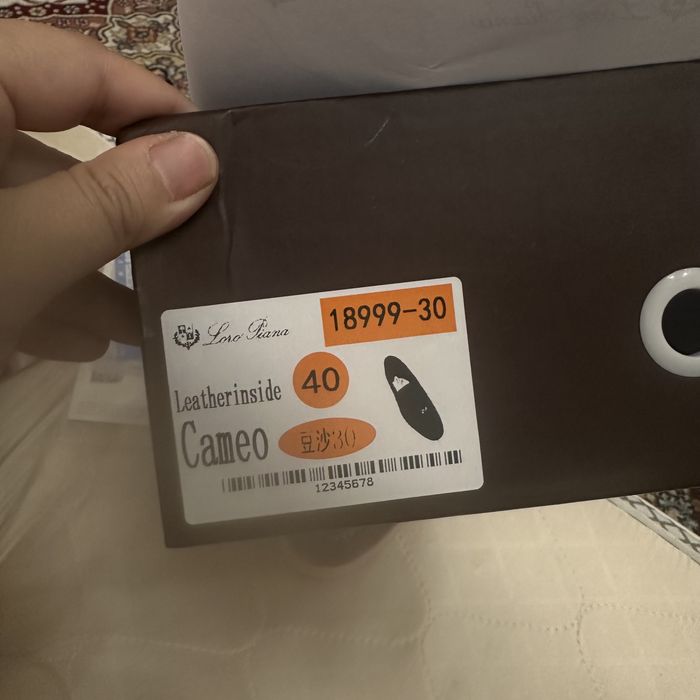 Loro Piana
18999-30
Leatherinside
40
Cameo
豆沙30
12345678